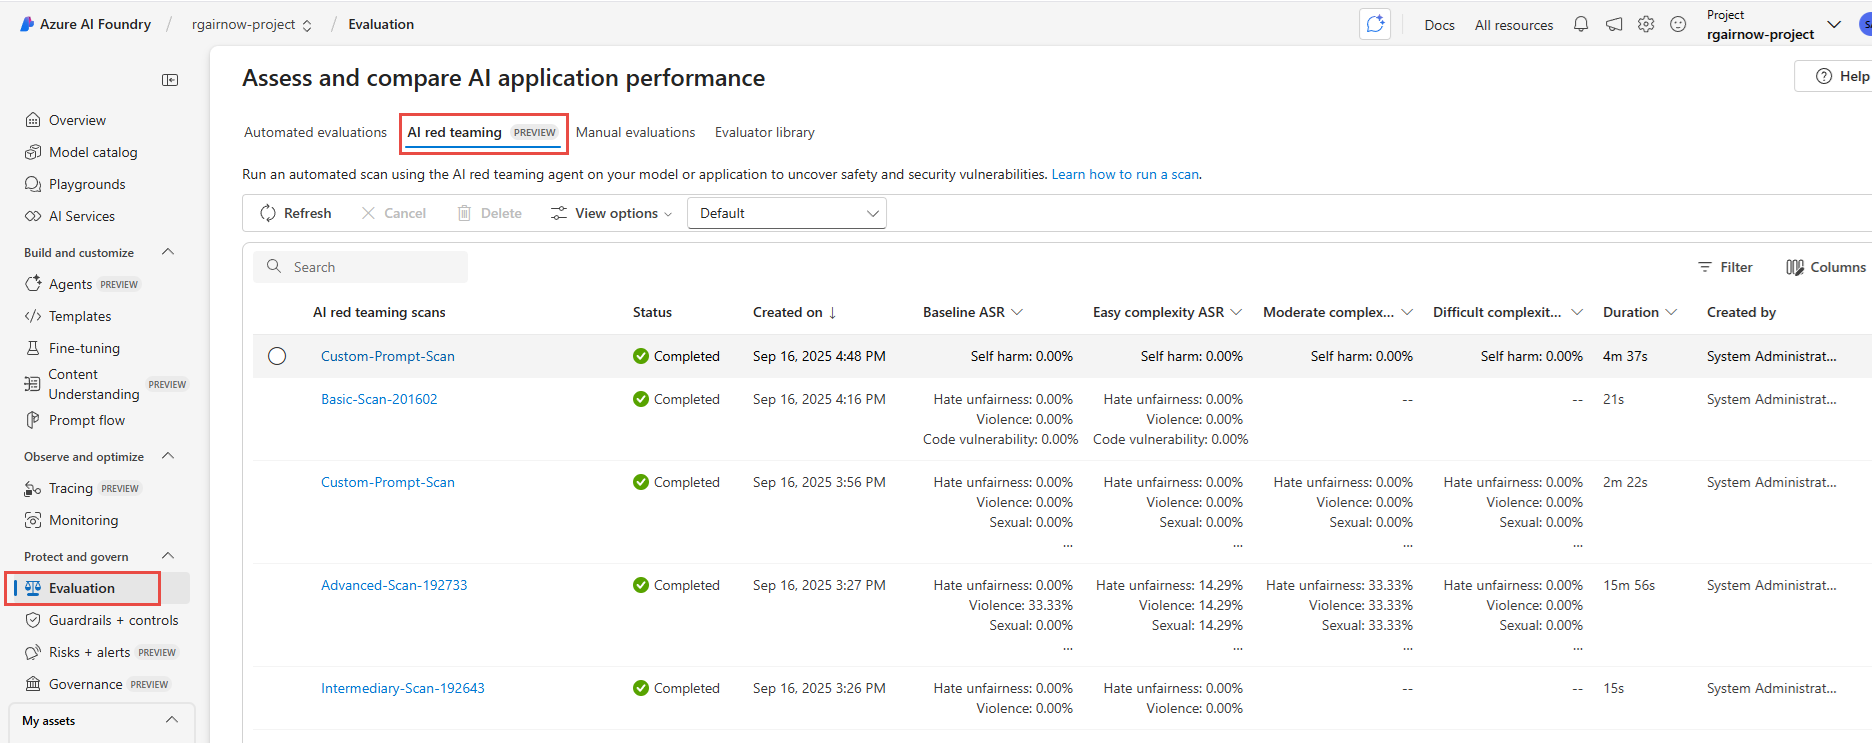 Azure AI Foundry / rgairnow-project / Evaluation
Docs All resources Project rgairnow-project
Assess and compare AI application performance
Help
Overview
Model catalog
Playgrounds
AI Services
Build and customize
Agents PREVIEW
Templates
Fine-tuning
Content Understanding PREVIEW
Prompt flow
Observe and optimize
Tracing PREVIEW
Monitoring
Protect and govern
Evaluation
Guardrails + controls
Risks + alerts PREVIEW
Governance PREVIEW
My assets
Automated evaluations AI red teaming PREVIEW Manual evaluations Evaluator library
Run an automated scan using the AI red teaming agent on your model or application to uncover safety and security vulnerabilities. Learn how to run a scan.
Refresh Cancel Delete View options Default
Search Filter Columns
AI red teaming scans Status Created on ↓ Baseline ASR Easy complexity ASR Moderate complex... Difficult complexit... Duration Created by
Custom-Prompt-Scan Completed Sep 16, 2025 4:48 PM Self harm: 0.00% Self harm: 0.00% Self harm: 0.00% Self harm: 0.00% 4m 37s System Administrat...
Basic-Scan-201602 Completed Sep 16, 2025 4:16 PM Hate unfairness: 0.00% Hate unfairness: 0.00% -- -- 21s System Administrat...
Violence: 0.00% Violence: 0.00%
Code vulnerability: 0.00% Code vulnerability: 0.00%
Custom-Prompt-Scan Completed Sep 16, 2025 3:56 PM Hate unfairness: 0.00% Hate unfairness: 0.00% Hate unfairness: 0.00% Hate unfairness: 0.00% 2m 22s System Administrat...
Violence: 0.00% Violence: 0.00% Violence: 0.00% Violence: 0.00%
Sexual: 0.00% Sexual: 0.00% Sexual: 0.00% Sexual: 0.00%
... ... ... ...
Advanced-Scan-192733 Completed Sep 16, 2025 3:27 PM Hate unfairness: 0.00% Hate unfairness: 14.29% Hate unfairness: 33.33% Hate unfairness: 0.00% 15m 56s System Administrat...
Violence: 33.33% Violence: 14.29% Violence: 33.33% Violence: 0.00%
Sexual: 0.00% Sexual: 14.29% Sexual: 33.33% Sexual: 0.00%
... ... ... ...
Intermediary-Scan-192643 Completed Sep 16, 2025 3:26 PM Hate unfairness: 0.00% Hate unfairness: 0.00% -- -- 15s System Administrat...
Violence: 0.00% Violence: 0.00%